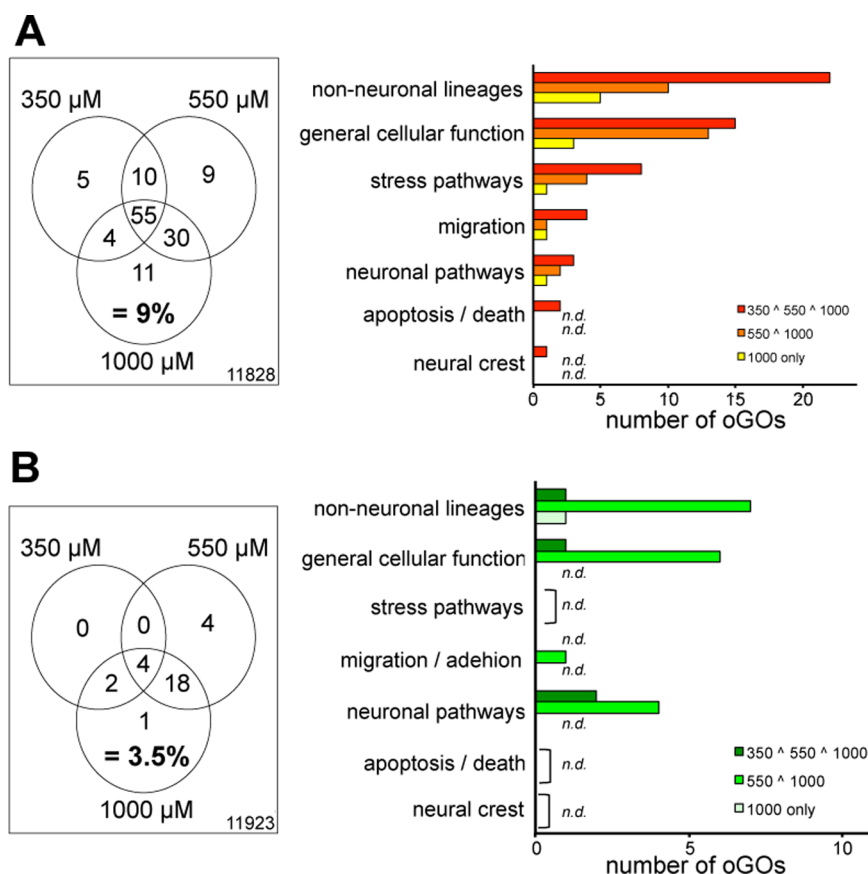 A
350 µM
550 µM
5
10
9
55
4
30
11
= 9%
1000 µM
11828
non-neuronal lineages
general cellular function
stress pathways
migration
neuronal pathways
apoptosis / death
n.d.
n.d.
neural crest
n.d.
n.d.
350 ^ 550 ^ 1000
550 ^ 1000
1000 only
0
5
10
15
20
number of oGOs
B
350 µM
550 µM
0
0
4
4
2
18
1
= 3.5%
1000 µM
11923
non-neuronal lineages
general cellular function
n.d.
stress pathways
n.d.
n.d.
migration / adehion
n.d.
neuronal pathways
n.d.
apoptosis / death
n.d.
neural crest
n.d.
350 ^ 550 ^ 1000
550 ^ 1000
1000 only
0
5
10
number of oGOs